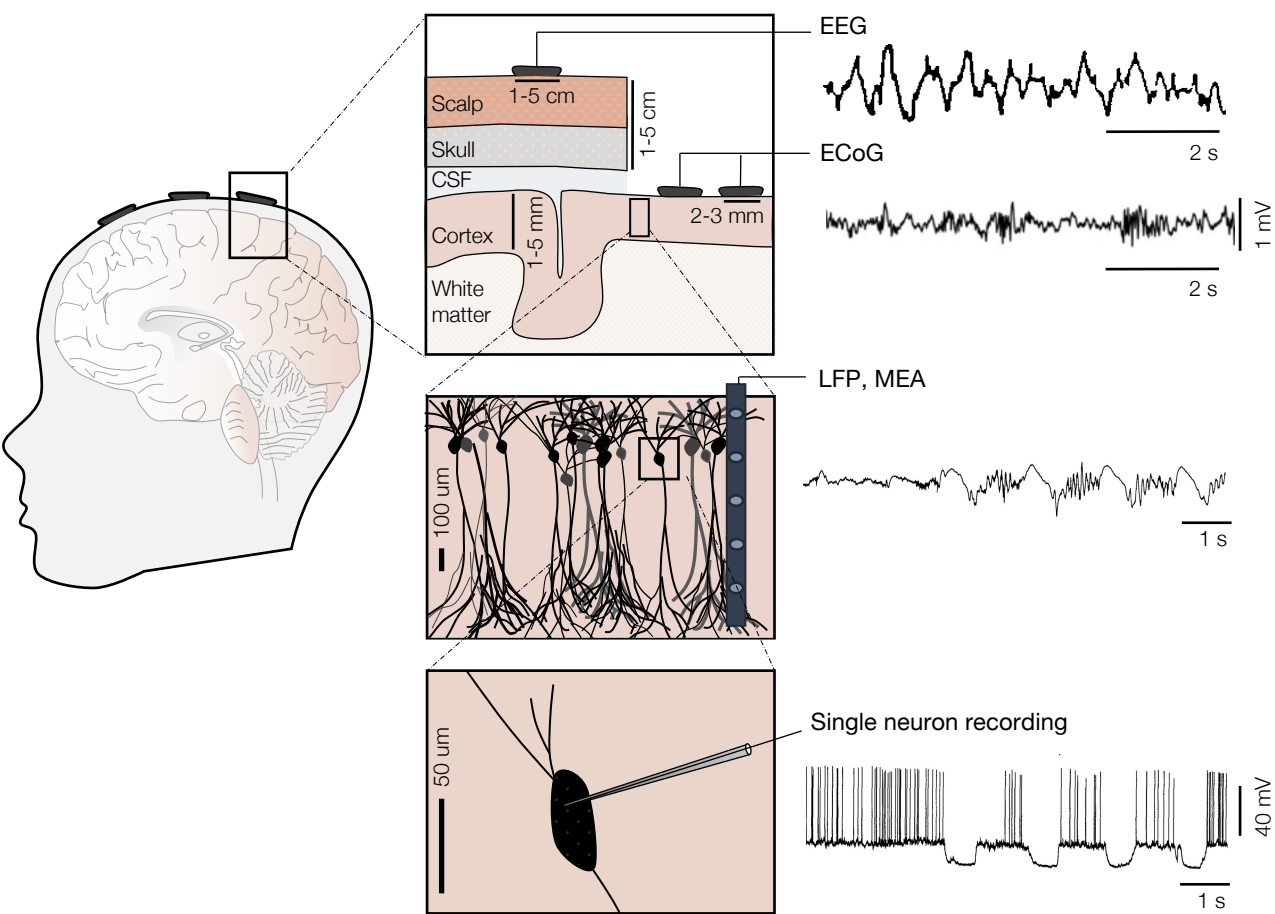 EEG
Scalp
1-5 cm
1-5 cm
Skull
CSF
ECoG
2 s
1-5 mm
2-3 mm
Cortex
1 mV
White
matter
2 s
LFP, MEA
100 um
1 s
Single neuron recording
50 um
40 mV
1 s